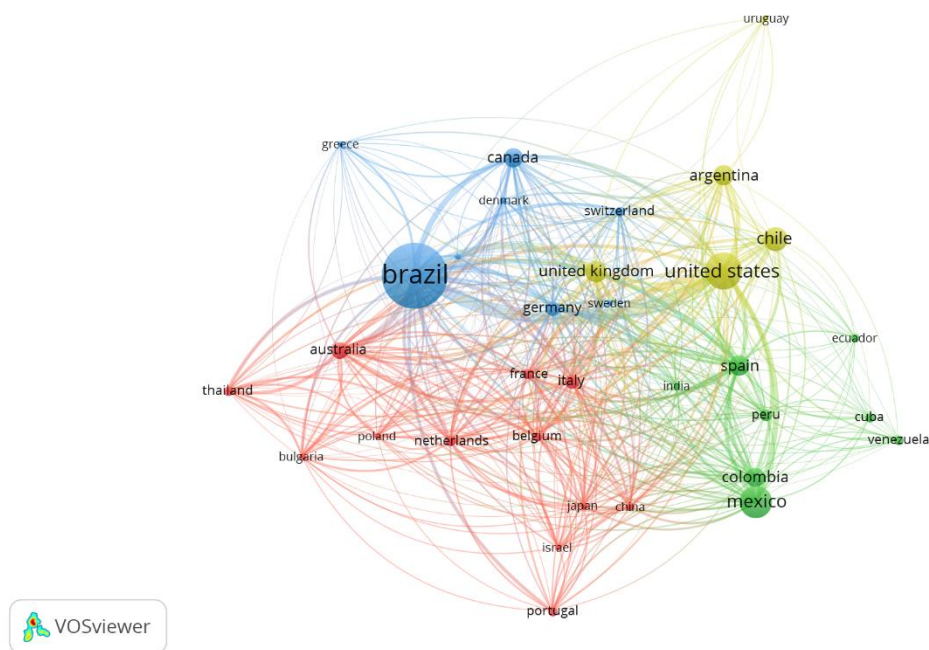 uruguay
greece
canada
argentina
denmark
switzerland
chile
brazil
united kingdom
united states
germany
sweden
ecuador
australia
spain
france
italy
thailand
india
peru
cuba
poland
netherlands
belgium
venezuela
bulgaria
colombia
mexico
japan
china
israel
portugal
VOSviewer